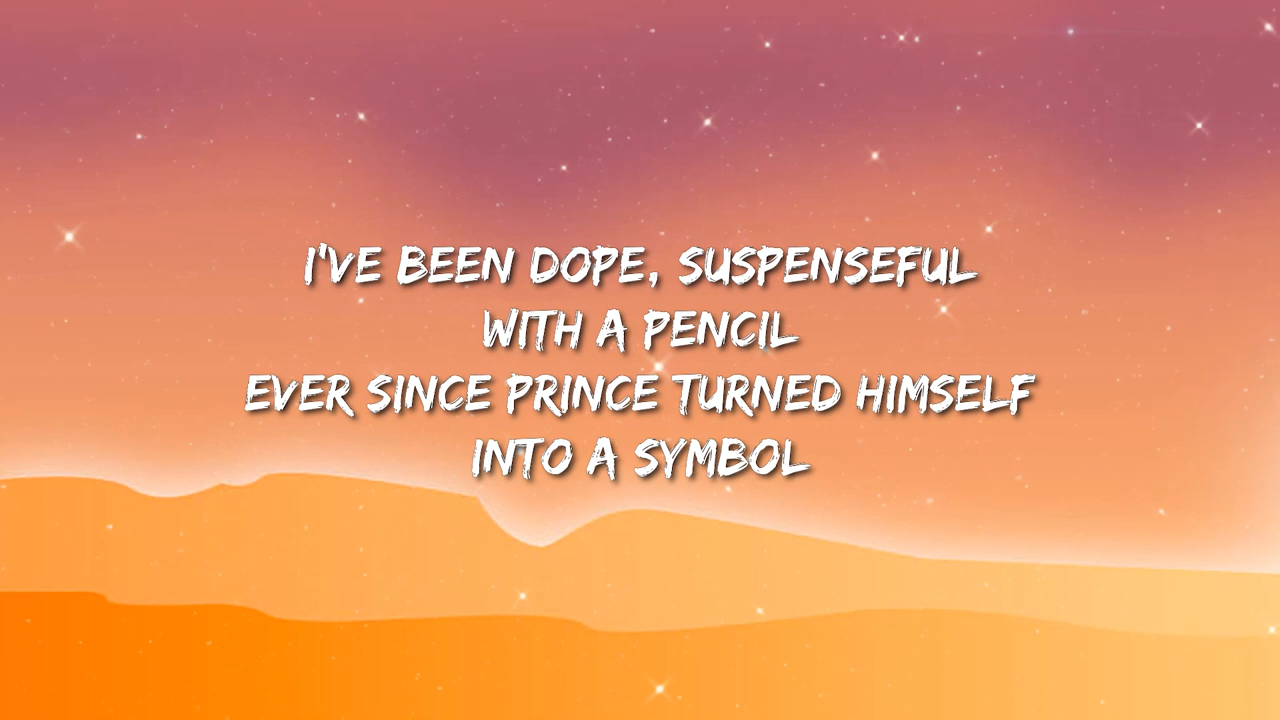 I'VE BEEN DOPE, SUSPENSEFUL
WITH A PENCIL
EVER SINCE PRINCE TURNED HIMSELF
INTO A SYMBOL